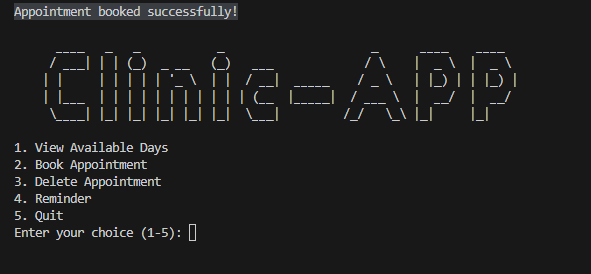 Appointment booked successfully!
Clinic-APP
1. View Available Days
2. Book Appointment
3. Delete Appointment
4. Reminder
5. Quit
Enter your choice (1-5):